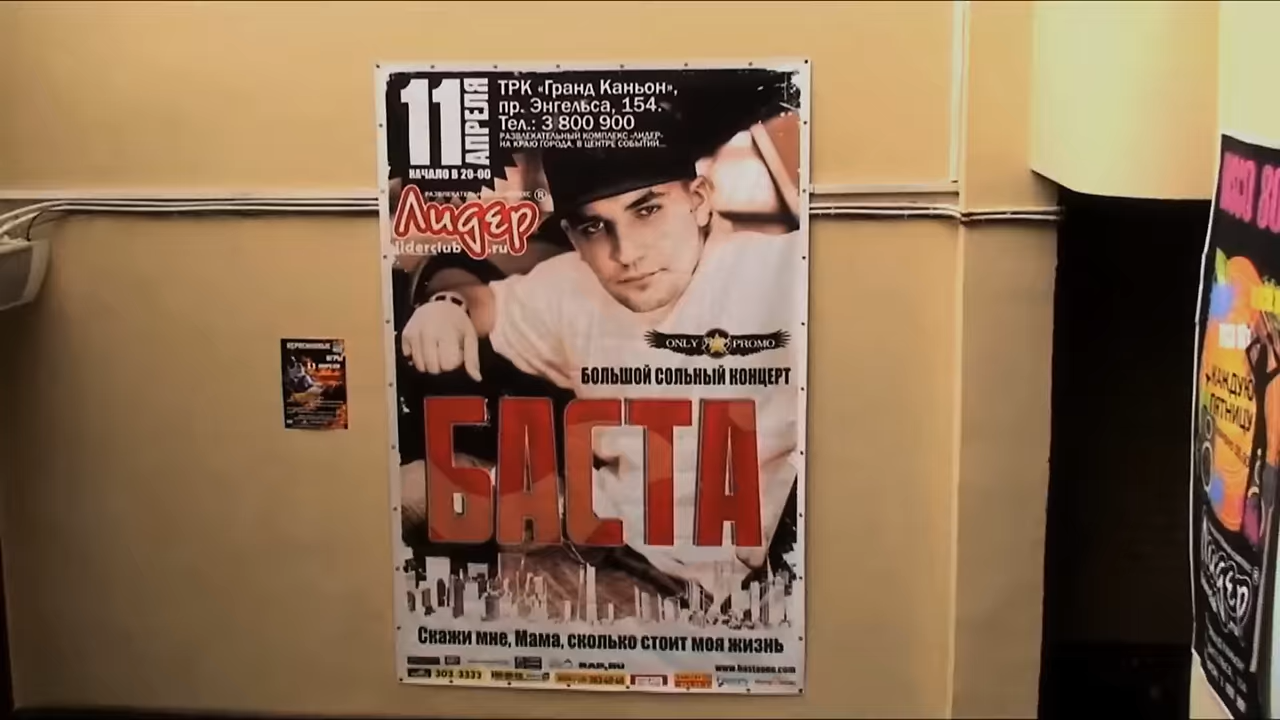 11
АПРЕЛЯ
НАЧАЛО В 20-00
ТРК «Гранд Каньон»,
пр. Энгельса, 154.
Тел.: 3 800 900
РАЗВЛЕКАТЕЛЬНЫЙ КОМПЛЕКС «ЛИДЕР»
НА КРАЮ ГОРОДА, В ЦЕНТРЕ СОБЫТИЙ...
Лидер®
liderclub.ru
ONLY PROMO
БОЛЬШОЙ СОЛЬНЫЙ КОНЦЕРТ
БАСТА
Скажи мне, Мама, сколько стоит моя жизнь
RAP.RU
www.bastaone.com
303 3333
ИГРЫ
КАЖДУЮ
ПЯТНИЦУ
Лидер